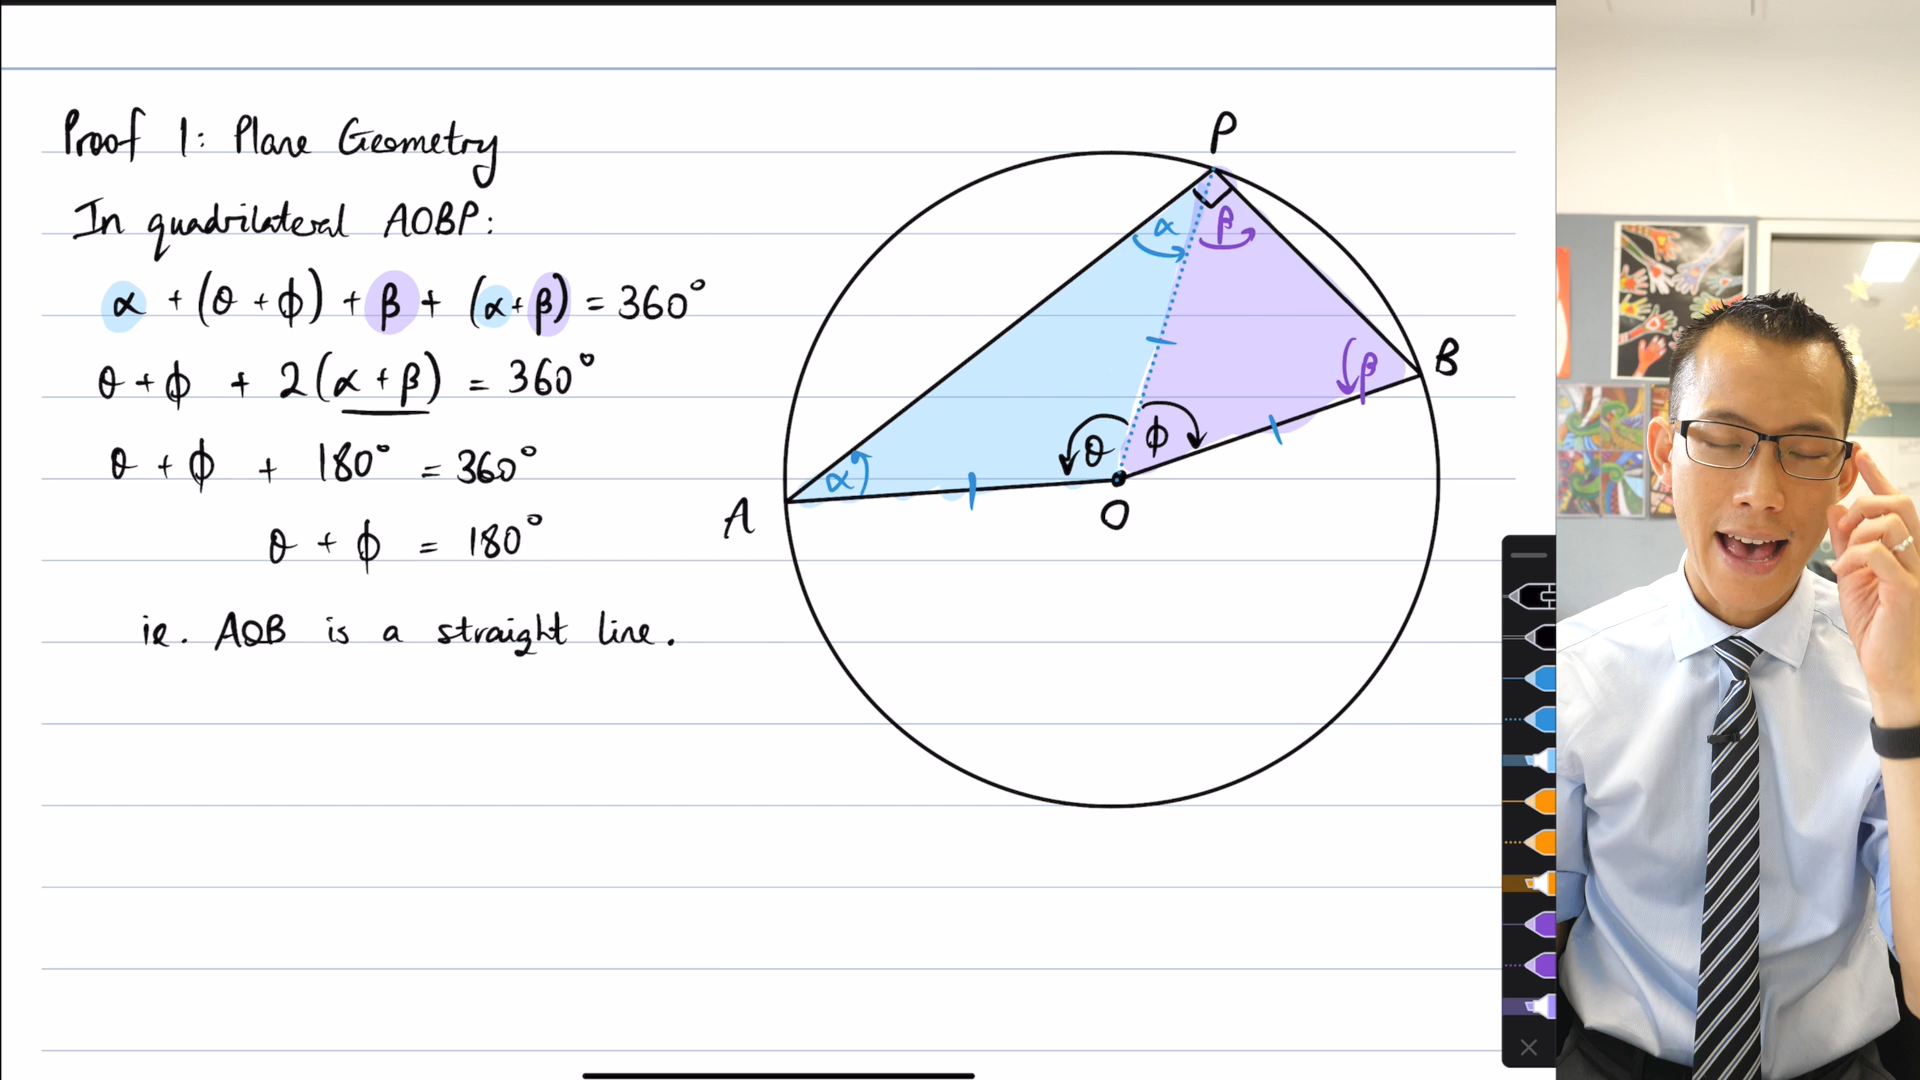 Proof 1: Plane Geometry
In quadrilateral AOBP:
α + (θ + ϕ) + β + (α + β) = 360°
θ + ϕ + 2(α + β) = 360°
θ + ϕ + 180° = 360°
θ + ϕ = 180°
ie. AOB is a straight line.
P
α β
B
β
θ ϕ
α
A
O